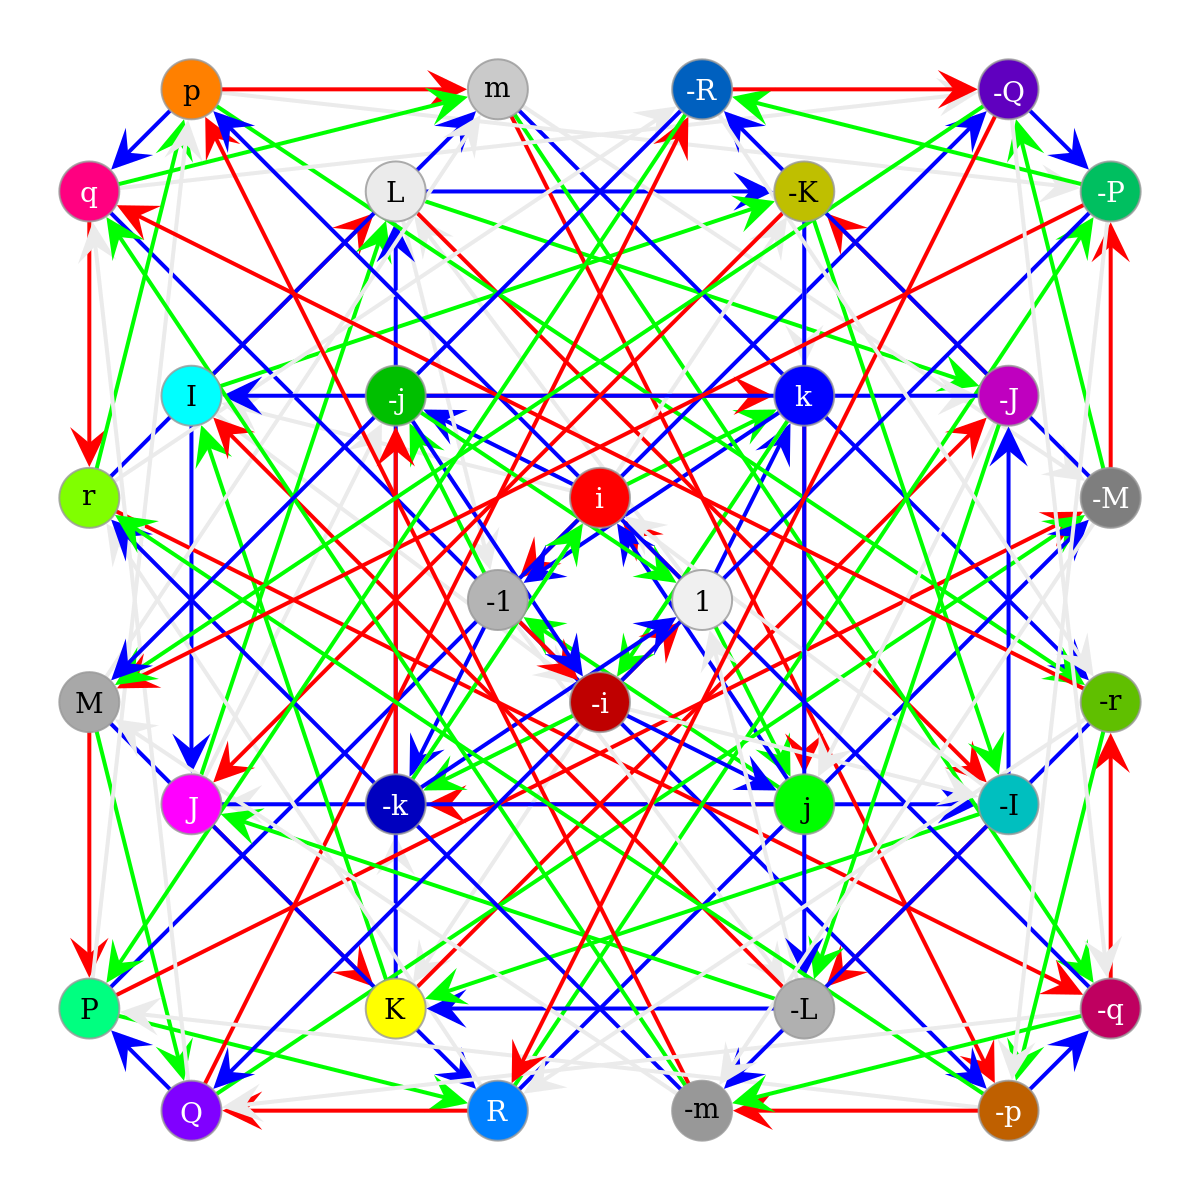 p m -R -Q
q L -K -P
I -j k -J
r i -M
-1 1
M -i -r
J -k j -I
P K -L -q
Q R -m -p